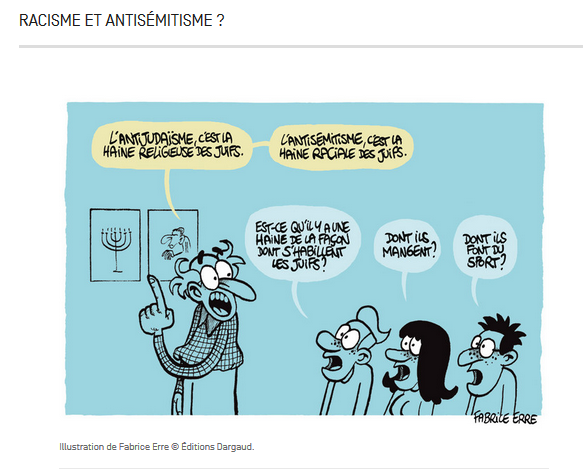 RACISME ET ANTISÉMITISME ?
L'ANTIJUDAÏSME, C'EST LA
HAINE RELIGIEUSE DES JUIFS.
L'ANTISÉMITISME, C'EST LA
HAINE RACIALE DES JUIFS.
EST-CE QU'IL Y A UNE
HAINE DE LA FAÇON
DONT S'HABILLENT
LES JUIFS ?
DONT ILS
MANGENT ?
DONT ILS
FONT DU
SPORT ?
FABRICE ERRE
Illustration de Fabrice Erre © Éditions Dargaud.